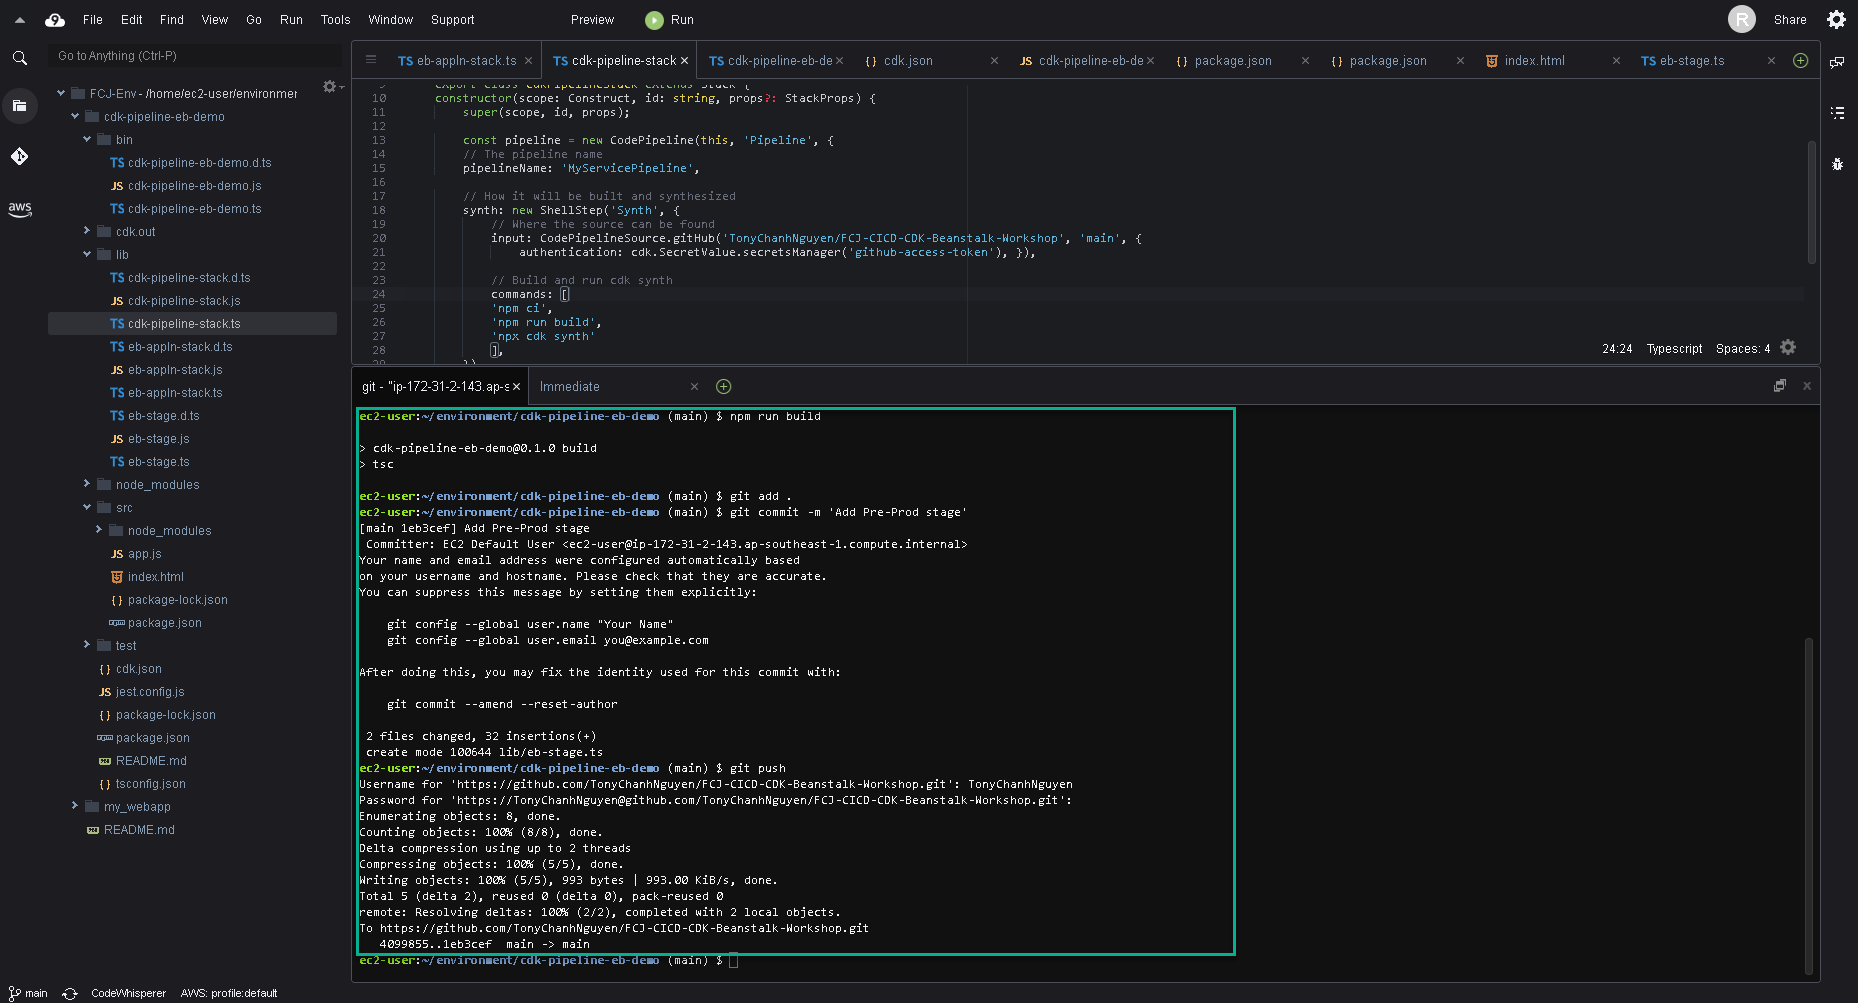 File Edit Find View Go Run Tools Window Support Preview Run R Share
Go to Anything (Ctrl-P)
FCJ-Env - /home/ec2-user/environmer
cdk-pipeline-eb-demo
bin
TS cdk-pipeline-eb-demo.d.ts
JS cdk-pipeline-eb-demo.js
TS cdk-pipeline-eb-demo.ts
cdk.out
lib
TS cdk-pipeline-stack.d.ts
JS cdk-pipeline-stack.js
TS cdk-pipeline-stack.ts
TS eb-appln-stack.d.ts
JS eb-appln-stack.js
TS eb-appln-stack.ts
TS eb-stage.d.ts
JS eb-stage.js
TS eb-stage.ts
node_modules
src
node_modules
app.js
index.html
package-lock.json
package.json
test
cdk.json
JS jest.config.js
package-lock.json
package.json
README.md
tsconfig.json
my_webapp
README.md
aws
TS eb-appln-stack.ts TS cdk-pipeline-stack TS cdk-pipeline-eb-de {} cdk.json JS cdk-pipeline-eb-de {} package.json {} package.json index.html TS eb-stage.ts
9 export class CdkPipelineStack extends Stack {
10 constructor(scope: Construct, id: string, props?: StackProps) {
11 super(scope, id, props);
12
13 const pipeline = new CodePipeline(this, 'Pipeline', {
14 // The pipeline name
15 pipelineName: 'MyServicePipeline',
16
17 // How it will be built and synthesized
18 synth: new ShellStep('Synth', {
19 // Where the source can be found
20 input: CodePipelineSource.gitHub('TonyChanhNguyen/FCJ-CICD-CDK-Beanstalk-Workshop', 'main', {
21 authentication: cdk.SecretValue.secretsManager('github-access-token'), }),
22
23 // Build and run cdk synth
24 commands: [
25 'npm ci',
26 'npm run build',
27 'npx cdk synth'
28 ],
29 })
24:24 Typescript Spaces: 4
git - "ip-172-31-2-143.ap-s Immediate
ec2-user:~/environment/cdk-pipeline-eb-demo (main) $ npm run build
> cdk-pipeline-eb-demo@0.1.0 build
> tsc
ec2-user:~/environment/cdk-pipeline-eb-demo (main) $ git add .
ec2-user:~/environment/cdk-pipeline-eb-demo (main) $ git commit -m 'Add Pre-Prod stage'
[main 1eb3cef] Add Pre-Prod stage
Committer: EC2 Default User <ec2-user@ip-172-31-2-143.ap-southeast-1.compute.internal>
Your name and email address were configured automatically based
on your username and hostname. Please check that they are accurate.
You can suppress this message by setting them explicitly:
git config --global user.name "Your Name"
git config --global user.email you@example.com
After doing this, you may fix the identity used for this commit with:
git commit --amend --reset-author
2 files changed, 32 insertions(+)
create mode 100644 lib/eb-stage.ts
ec2-user:~/environment/cdk-pipeline-eb-demo (main) $ git push
Username for 'https://github.com/TonyChanhNguyen/FCJ-CICD-CDK-Beanstalk-Workshop.git': TonyChanhNguyen
Password for 'https://TonyChanhNguyen@github.com/TonyChanhNguyen/FCJ-CICD-CDK-Beanstalk-Workshop.git':
Enumerating objects: 8, done.
Counting objects: 100% (8/8), done.
Delta compression using up to 2 threads
Compressing objects: 100% (5/5), done.
Writing objects: 100% (5/5), 993 bytes | 993.00 KiB/s, done.
Total 5 (delta 2), reused 0 (delta 0), pack-reused 0
remote: Resolving deltas: 100% (2/2), completed with 2 local objects.
To https://github.com/TonyChanhNguyen/FCJ-CICD-CDK-Beanstalk-Workshop.git
4099855..1eb3cef main -> main
ec2-user:~/environment/cdk-pipeline-eb-demo (main) $
main CodeWhisperer AWS: profile:default